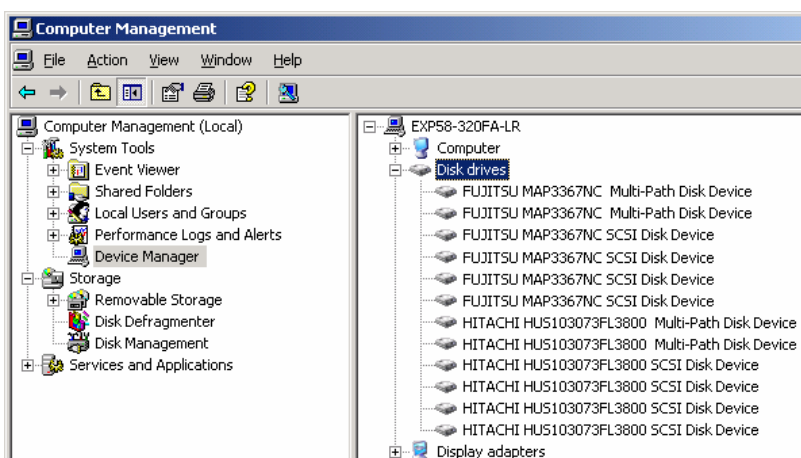 Computer Management
File Action View Window Help
Computer Management (Local)
System Tools
Event Viewer
Shared Folders
Local Users and Groups
Performance Logs and Alerts
Device Manager
Storage
Removable Storage
Disk Defragmenter
Disk Management
Services and Applications
EXP58-320FA-LR
Computer
Disk drives
FUJITSU MAP3367NC Multi-Path Disk Device
FUJITSU MAP3367NC Multi-Path Disk Device
FUJITSU MAP3367NC SCSI Disk Device
FUJITSU MAP3367NC SCSI Disk Device
FUJITSU MAP3367NC SCSI Disk Device
FUJITSU MAP3367NC SCSI Disk Device
HITACHI HUS103073FL3800 Multi-Path Disk Device
HITACHI HUS103073FL3800 Multi-Path Disk Device
HITACHI HUS103073FL3800 SCSI Disk Device
HITACHI HUS103073FL3800 SCSI Disk Device
HITACHI HUS103073FL3800 SCSI Disk Device
HITACHI HUS103073FL3800 SCSI Disk Device
Display adapters